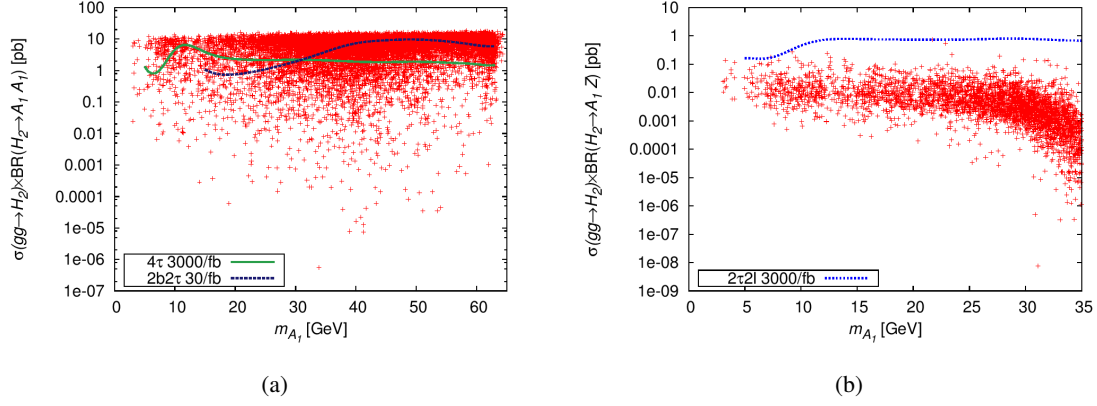 σ(gg→H₂)×BR(H₂→A₁ A₁) [pb]
100
10
1
0.1
0.01
0.001
0.0001
1e-05
1e-06
1e-07
4τ 3000/fb
2b2τ 30/fb
0 10 20 30 40 50 60
m_A₁ [GeV]
(a)
σ(gg→H₂)×BR(H₂→A₁ Z) [pb]
10
1
0.1
0.01
0.001
0.0001
1e-05
1e-06
1e-07
1e-08
1e-09
2τ2l 3000/fb
0 5 10 15 20 25 30 35
m_A₁ [GeV]
(b)